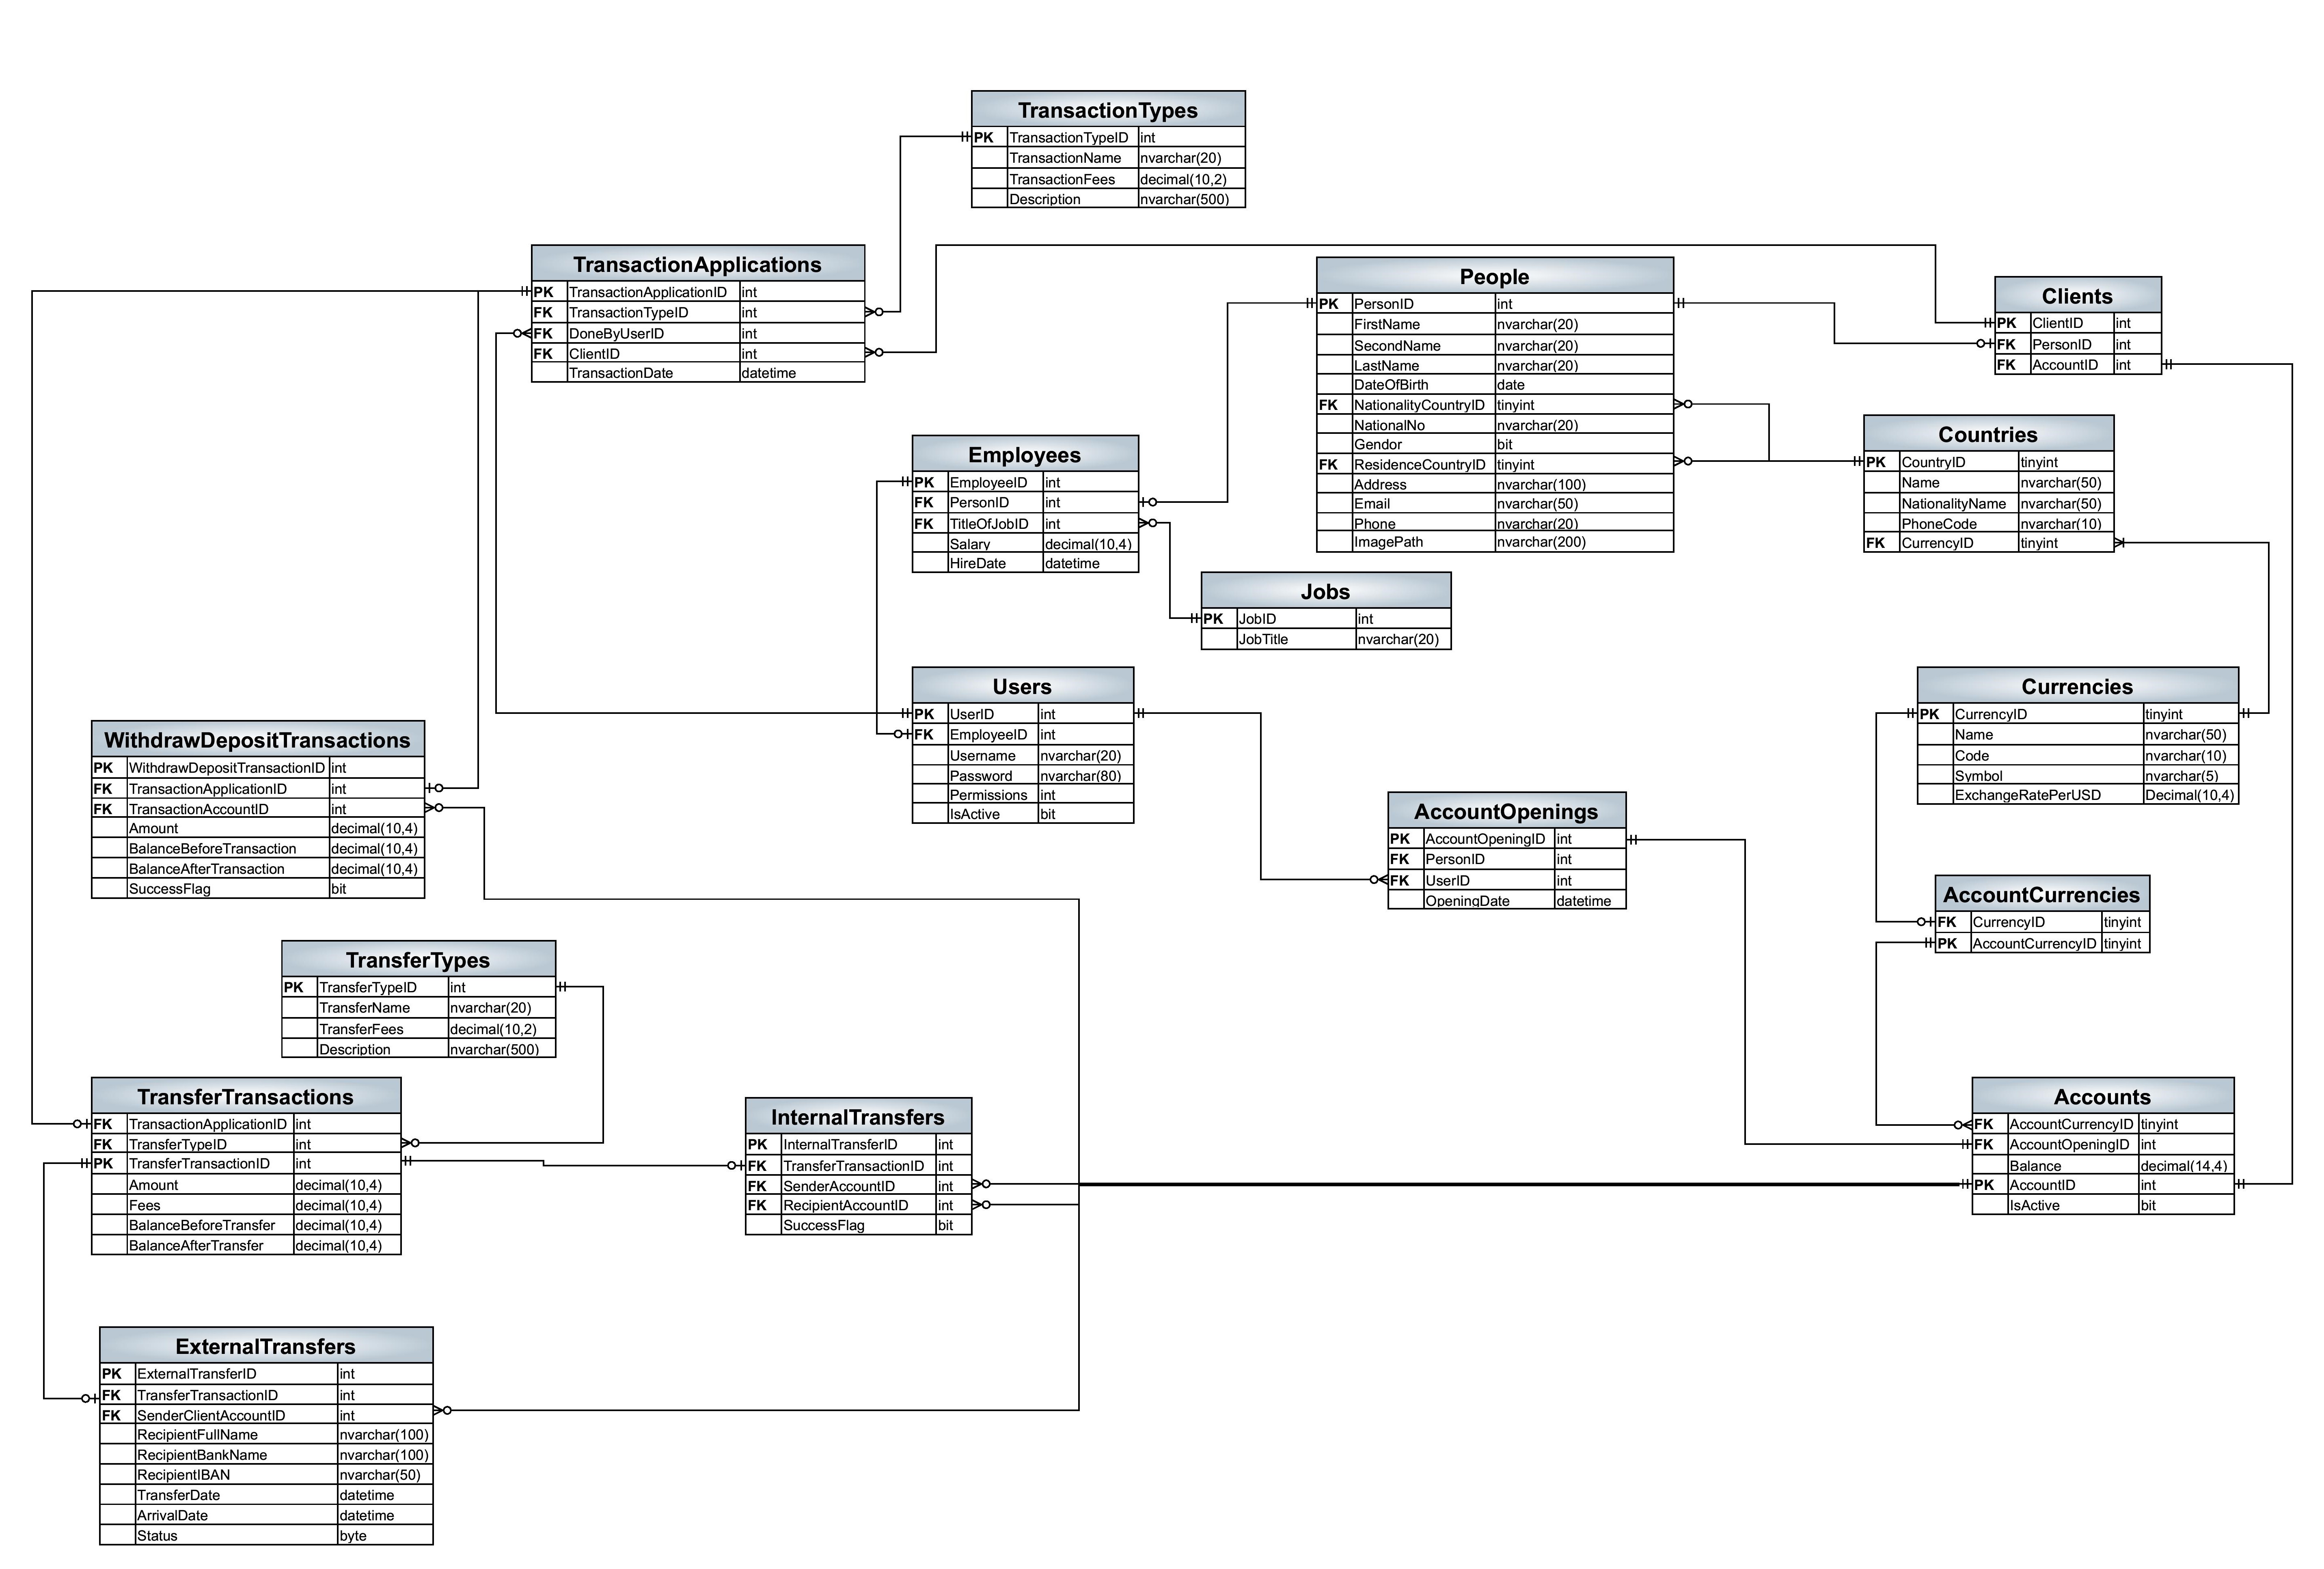 TransactionTypes
PK TransactionTypeID int
TransactionName nvarchar(20)
TransactionFees decimal(10,2)
Description nvarchar(500)
TransactionApplications
PK TransactionApplicationID int
FK TransactionTypeID int
FK DoneByUserID int
FK ClientID int
TransactionDate datetime
People
PK PersonID int
FirstName nvarchar(20)
SecondName nvarchar(20)
LastName nvarchar(20)
DateOfBirth date
FK NationalityCountryID tinyint
NationalNo nvarchar(20)
Gendor bit
FK ResidenceCountryID tinyint
Address nvarchar(100)
Email nvarchar(50)
Phone nvarchar(20)
ImagePath nvarchar(200)
Clients
PK ClientID int
FK PersonID int
FK AccountID int
Countries
PK CountryID tinyint
Name nvarchar(50)
NationalityName nvarchar(50)
PhoneCode nvarchar(10)
FK CurrencyID tinyint
Employees
PK EmployeeID int
FK PersonID int
FK TitleOfJobID int
Salary decimal(10,4)
HireDate datetime
Jobs
PK JobID int
JobTitle nvarchar(20)
Users
PK UserID int
FK EmployeeID int
Username nvarchar(20)
Password nvarchar(80)
Permissions int
IsActive bit
Currencies
PK CurrencyID tinyint
Name nvarchar(50)
Code nvarchar(10)
Symbol nvarchar(5)
ExchangeRatePerUSD Decimal(10,4)
WithdrawDepositTransactions
PK WithdrawDepositTransactionID int
FK TransactionApplicationID int
FK TransactionAccountID int
Amount decimal(10,4)
BalanceBeforeTransaction decimal(10,4)
BalanceAfterTransaction decimal(10,4)
SuccessFlag bit
AccountOpenings
PK AccountOpeningID int
FK PersonID int
FK UserID int
OpeningDate datetime
AccountCurrencies
FK CurrencyID tinyint
PK AccountCurrencyID tinyint
TransferTypes
PK TransferTypeID int
TransferName nvarchar(20)
TransferFees decimal(10,2)
Description nvarchar(500)
TransferTransactions
FK TransactionApplicationID int
FK TransferTypeID int
PK TransferTransactionID int
Amount decimal(10,4)
Fees decimal(10,4)
BalanceBeforeTransfer decimal(10,4)
BalanceAfterTransfer decimal(10,4)
InternalTransfers
PK InternalTransferID int
FK TransferTransactionID int
FK SenderAccountID int
FK RecipientAccountID int
SuccessFlag bit
Accounts
FK AccountCurrencyID tinyint
FK AccountOpeningID int
Balance decimal(14,4)
PK AccountID int
IsActive bit
ExternalTransfers
PK ExternalTransferID int
FK TransferTransactionID int
FK SenderClientAccountID int
RecipientFullName nvarchar(100)
RecipientBankName nvarchar(100)
RecipientIBAN nvarchar(50)
TransferDate datetime
ArrivalDate datetime
Status byte